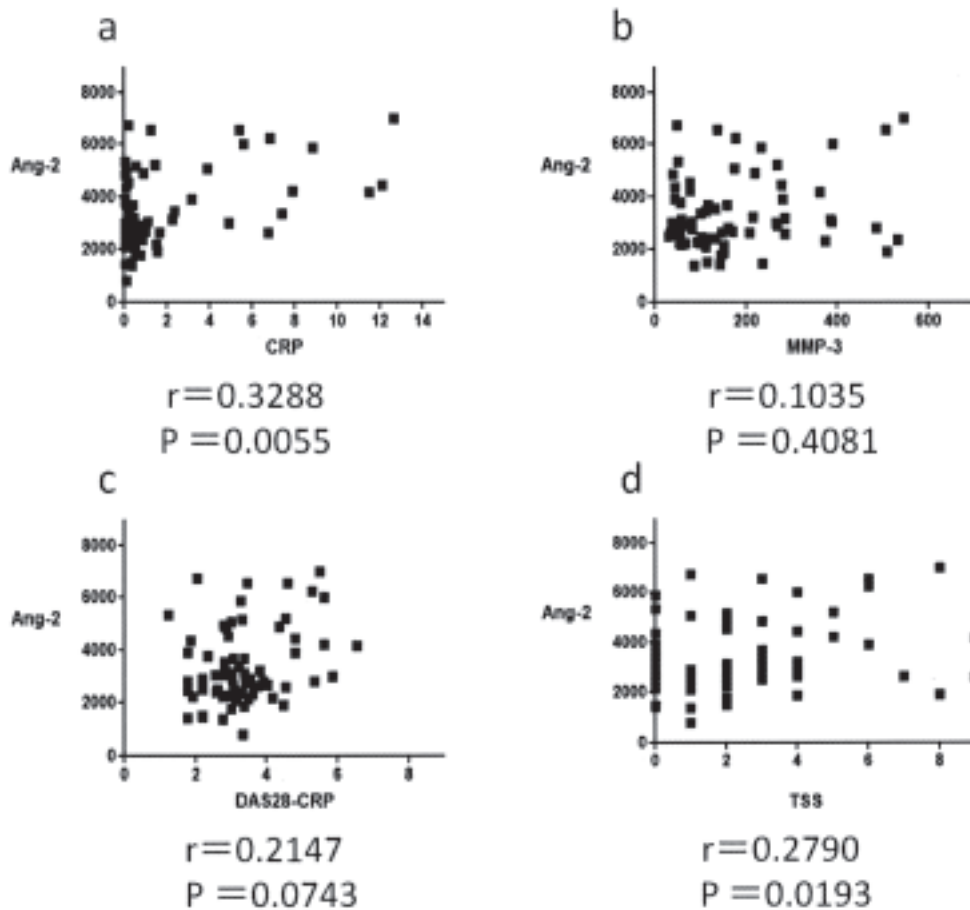 a
8000
6000
Ang-2
4000
2000
0
0 2 4 6 8 10 12 14
CRP
r=0.3288
P =0.0055
b
8000
6000
Ang-2
4000
2000
0
0 200 400 600
MMP-3
r=0.1035
P =0.4081
c
8000
6000
Ang-2
4000
2000
0
0 2 4 6 8
DAS28-CRP
r=0.2147
P =0.0743
d
8000
6000
Ang-2
4000
2000
0
0 2 4 6 8
TSS
r=0.2790
P =0.0193